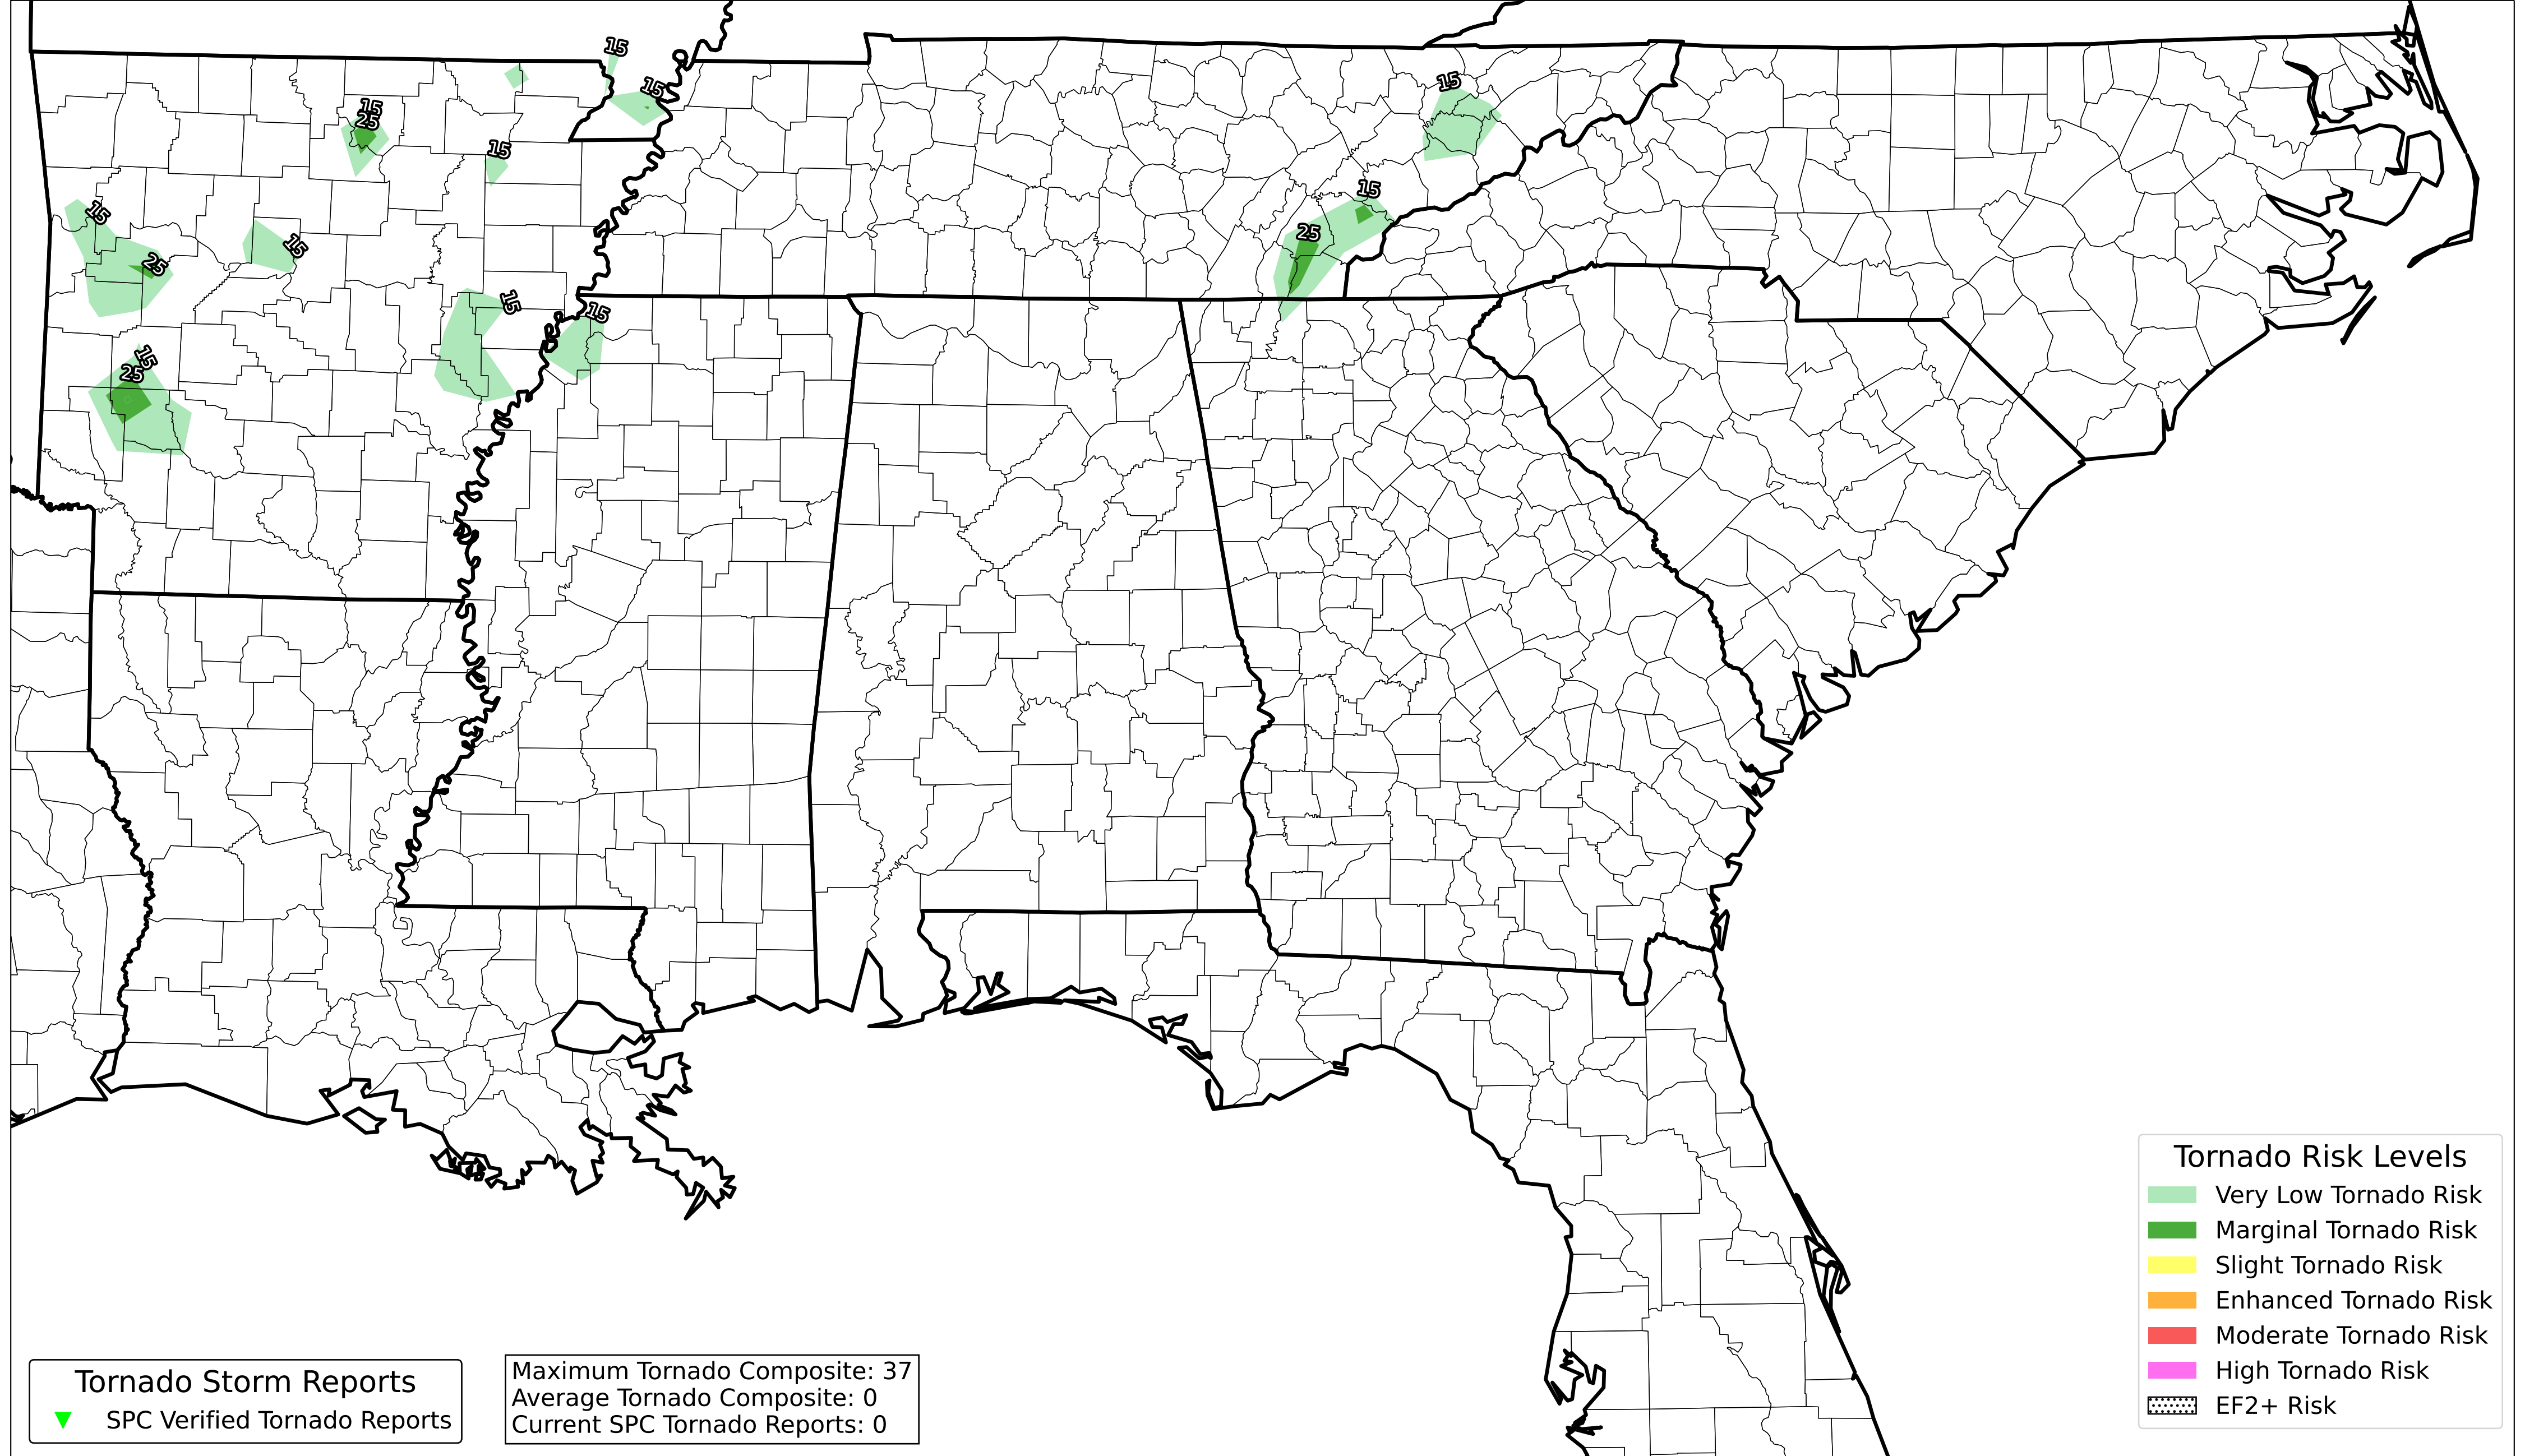 15
15
15
15
25
15
15
15
25
25
15
15
15
15
25
Tornado Risk Levels
Very Low Tornado Risk
Marginal Tornado Risk
Slight Tornado Risk
Enhanced Tornado Risk
Moderate Tornado Risk
High Tornado Risk
EF2+ Risk
Tornado Storm Reports
SPC Verified Tornado Reports
Maximum Tornado Composite: 37
Average Tornado Composite: 0
Current SPC Tornado Reports: 0